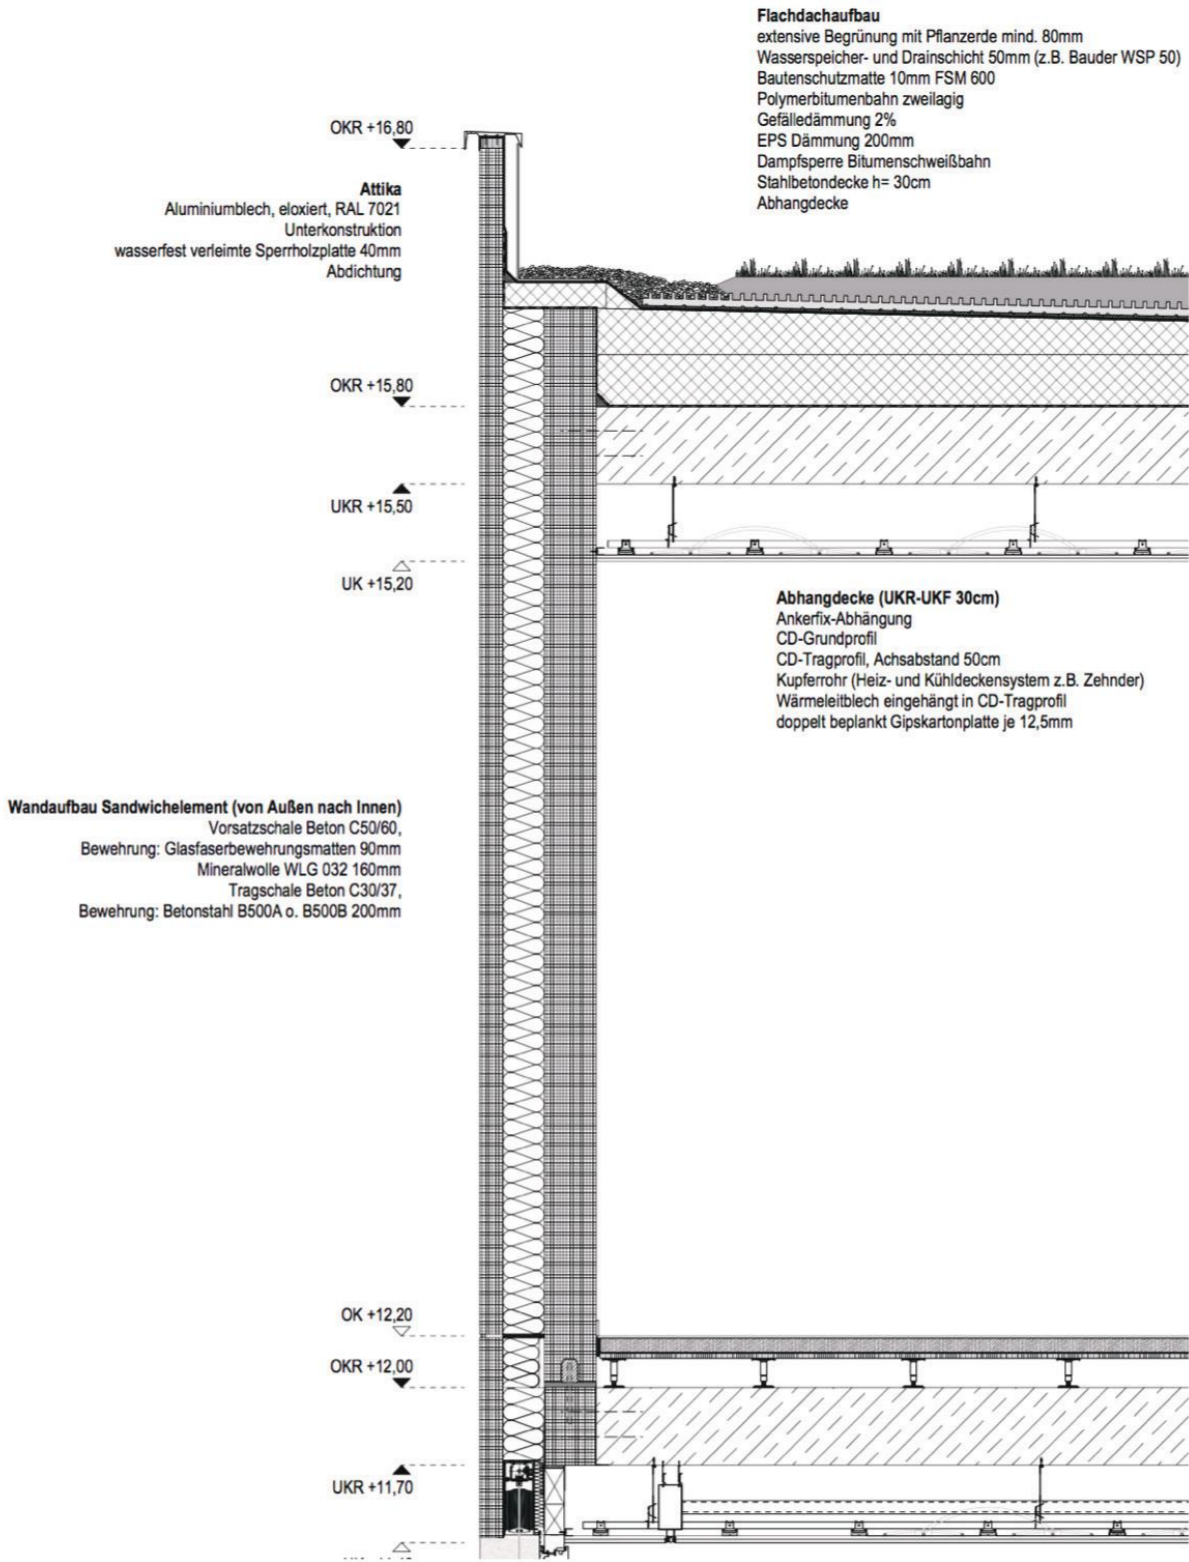 Flachdachaufbau
extensive Begrünung mit Pflanzerde mind. 80mm
Wasserspeicher- und Drainschicht 50mm (z.B. Bauder WSP 50)
Bautenschutzmatte 10mm FSM 600
Polymerbitumenbahn zweilagig
Gefälledämmung 2%
EPS Dämmung 200mm
Dampfsperre Bitumenschweißbahn
Stahlbetondecke h= 30cm
Abhangdecke
OKR +16,80
Attika
Aluminiumblech, eloxiert, RAL 7021
Unterkonstruktion
wasserfest verleimte Sperrholzplatte 40mm
Abdichtung
OKR +15,80
UKR +15,50
UK +15,20
Abhangdecke (UKR-UKF 30cm)
Ankerfix-Abhängung
CD-Grundprofil
CD-Tragprofil, Achsabstand 50cm
Kupferrohr (Heiz- und Kühldeckensystem z.B. Zehnder)
Wärmeleitblech eingehängt in CD-Tragprofil
doppelt beplankt Gipskartonplatte je 12,5mm
Wandaufbau Sandwichelement (von Außen nach Innen)
Vorsatzschale Beton C50/60,
Bewehrung: Glasfaserbewehrungsmatten 90mm
Mineralwolle WLG 032 160mm
Tragschale Beton C30/37,
Bewehrung: Betonstahl B500A o. B500B 200mm
OK +12,20
OKR +12,00
UKR +11,70